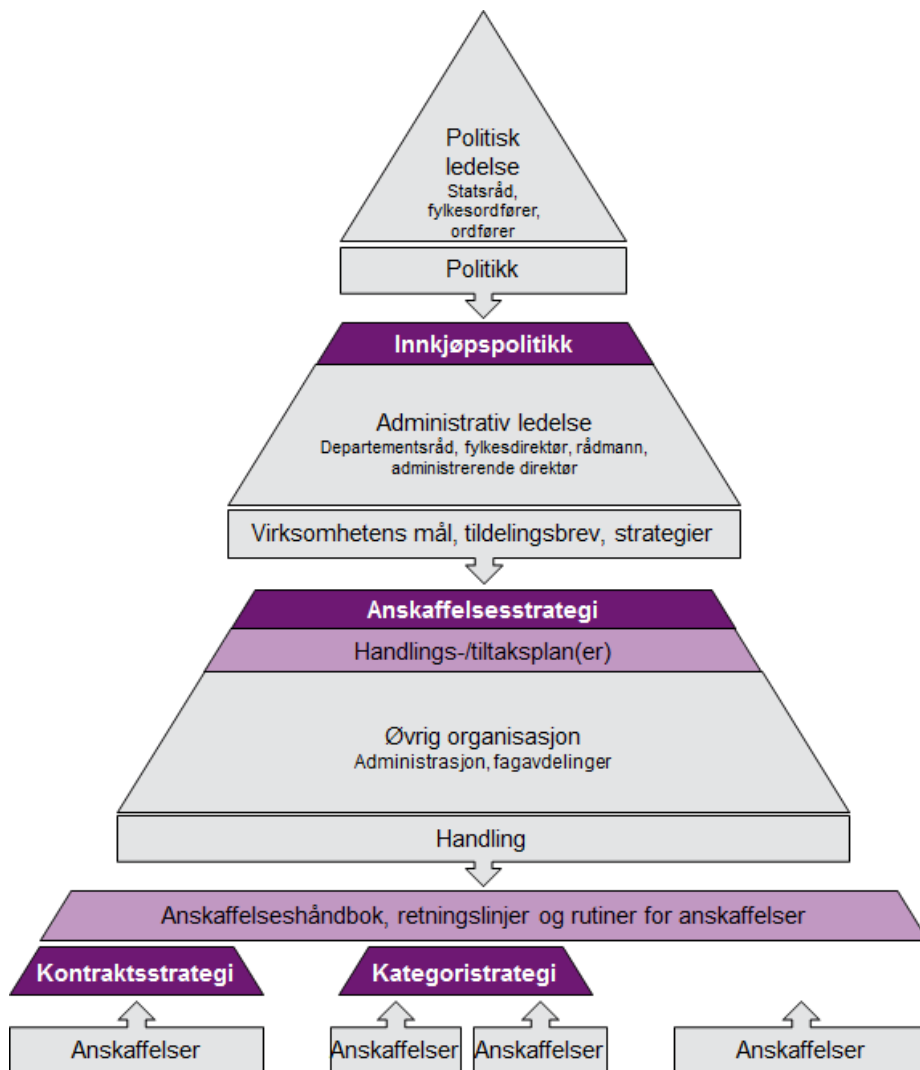 Politisk
ledelse
Statsråd,
fylkesordfører,
ordfører
Politikk
Innkjøpspolitikk
Administrativ ledelse
Departementsråd, fylkesdirektør, rådmann,
administrerende direktør
Virksomhetens mål, tildelingsbrev, strategier
Anskaffelsesstrategi
Handlings-/tiltaksplan(er)
Øvrig organisasjon
Administrasjon, fagavdelinger
Handling
Anskaffelseshåndbok, retningslinjer og rutiner for anskaffelser
Kontraktsstrategi
Kategoristrategi
Anskaffelser
Anskaffelser
Anskaffelser
Anskaffelser